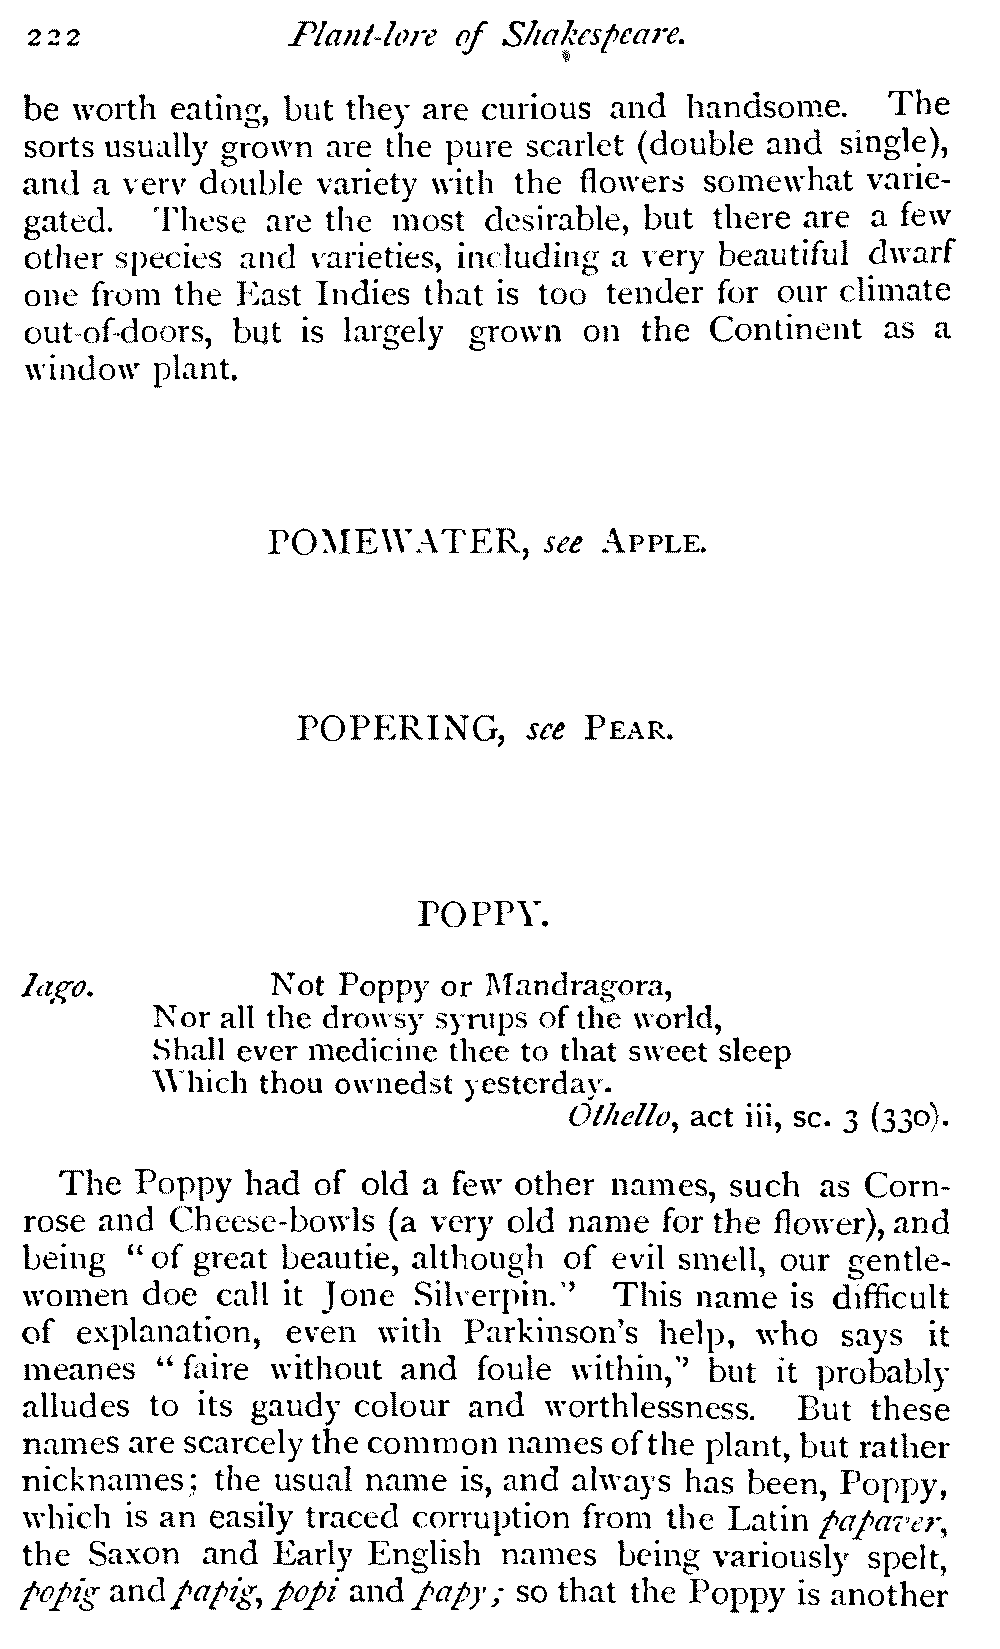 222 Plant-lore of Shakespeare.
be worth eating, but they are curious and handsome. The
sorts usually grown are the pure scarlet (double and single),
and a very double variety with the flowers somewhat varie-
gated. These are the most desirable, but there are a few
other species and varieties, including a very beautiful dwarf
one from the East Indies that is too tender for our climate
out-of-doors, but is largely grown on the Continent as a
window plant.
POMEWATER, see APPLE.
POPERING, see PEAR.
POPPY.
Iago. Not Poppy or Mandragora,
Nor all the drowsy syrups of the world,
Shall ever medicine thee to that sweet sleep
Which thou ownedst yesterday.
Othello, act iii, sc. 3 (330).
The Poppy had of old a few other names, such as Corn-
rose and Cheese-bowls (a very old name for the flower), and
being “of great beautie, although of evil smell, our gentle-
women doe call it Jone Silverpin.” This name is difficult
of explanation, even with Parkinson's help, who says it
meanes “faire without and foule within,” but it probably
alludes to its gaudy colour and worthlessness. But these
names are scarcely the common names of the plant, but rather
nicknames; the usual name is, and always has been, Poppy,
which is an easily traced corruption from the Latin papaver,
the Saxon and Early English names being variously spelt,
popig and papig, popi and papy; so that the Poppy is another